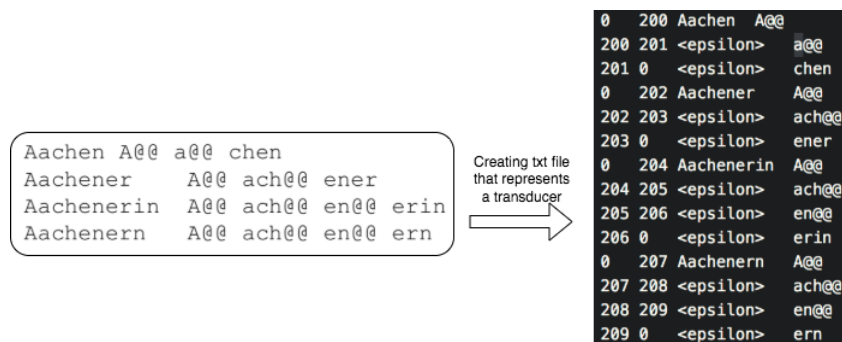 Aachen A@@ a@@ chen
Aachener A@@ ach@@ ener
Aachenerin A@@ ach@@ en@@ erin
Aachenern A@@ ach@@ en@@ ern
Creating txt file
that represents
a transducer
0 200 Aachen A@@
200 201 <epsilon> a@@
201 0 <epsilon> chen
0 202 Aachener A@@
202 203 <epsilon> ach@@
203 0 <epsilon> ener
0 204 Aachenerin A@@
204 205 <epsilon> ach@@
205 206 <epsilon> en@@
206 0 <epsilon> erin
0 207 Aachenern A@@
207 208 <epsilon> ach@@
208 209 <epsilon> en@@
209 0 <epsilon> ern